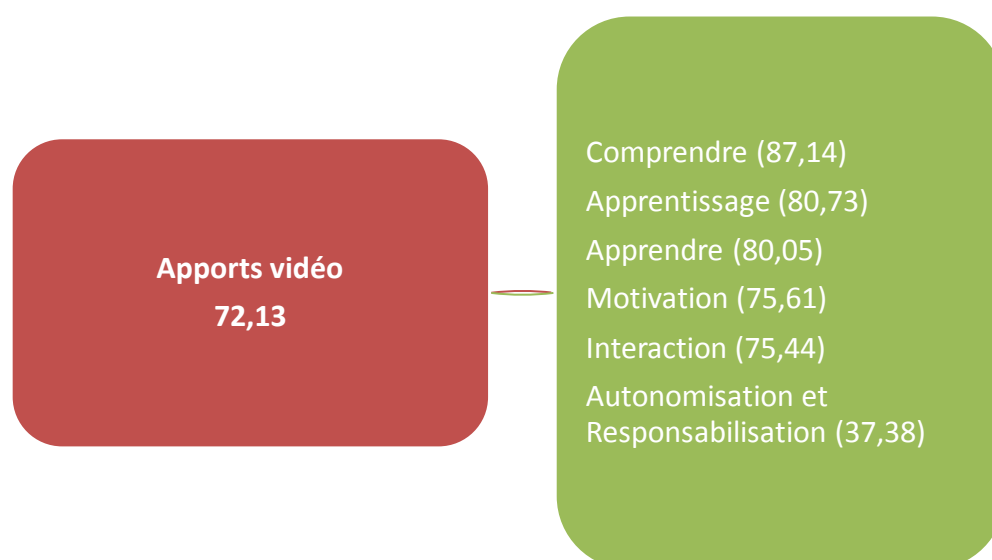 Apports vidéo
72,13
Comprendre (87,14)
Apprentissage (80,73)
Apprendre (80,05)
Motivation (75,61)
Interaction (75,44)
Autonomisation et
Responsabilisation (37,38)